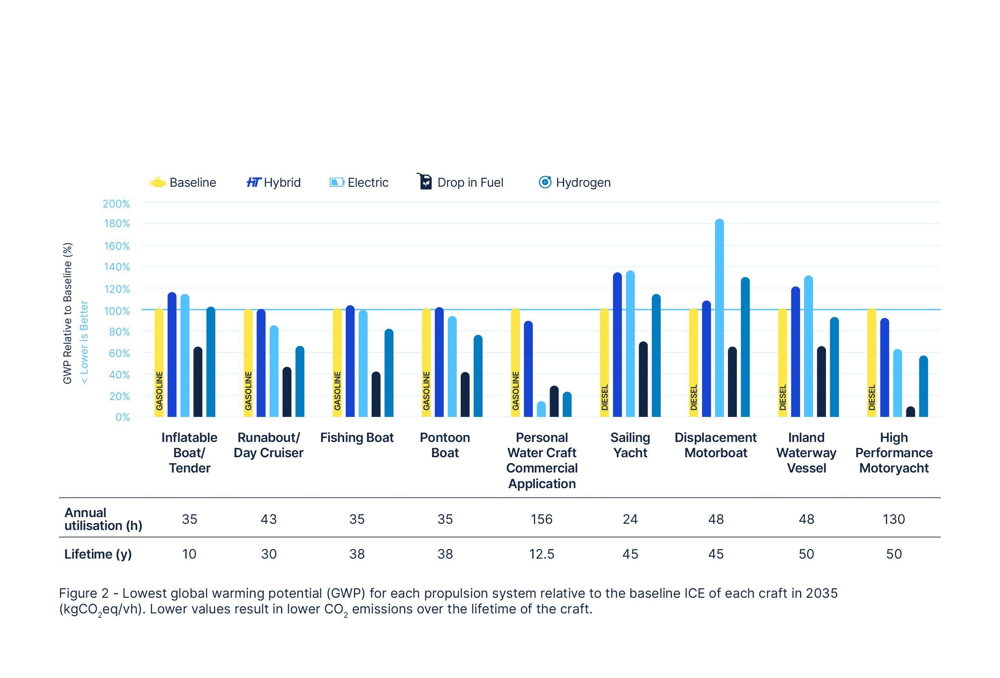 Baseline Hybrid Electric Drop in Fuel Hydrogen
GWP Relative to Baseline (%)
< Lower is Better
200%
180%
160%
140%
120%
100%
80%
60%
40%
20%
0%
GASOLINE GASOLINE GASOLINE GASOLINE GASOLINE DIESEL DIESEL DIESEL DIESEL
Inflatable Boat/ Tender
Runabout/ Day Cruiser
Fishing Boat
Pontoon Boat
Personal Water Craft Commercial Application
Sailing Yacht
Displacement Motorboat
Inland Waterway Vessel
High Performance Motoryacht
Annual utilisation (h) 35 43 35 35 156 24 48 48 130
Lifetime (y) 10 30 38 38 12.5 45 45 50 50
Figure 2 - Lowest global warming potential (GWP) for each propulsion system relative to the baseline ICE of each craft in 2035
(kgCO2eq/vh). Lower values result in lower CO2 emissions over the lifetime of the craft.